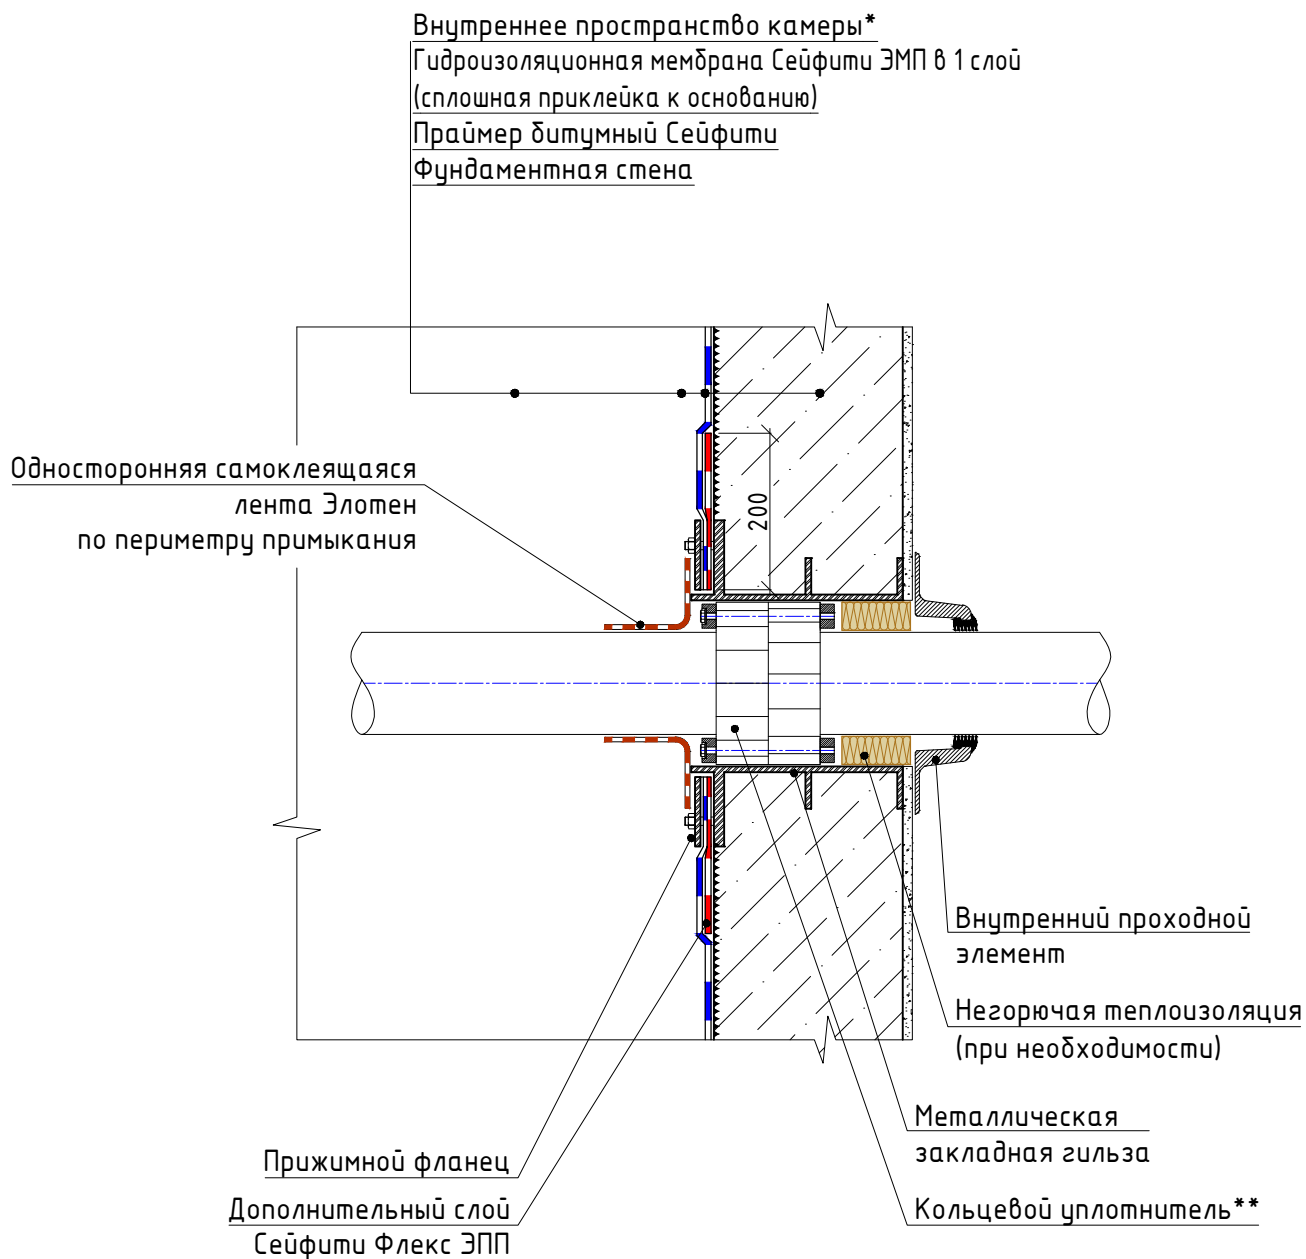 Внутреннее пространство камеры*
Гидроизоляционная мембрана Сейфити ЭМП в 1 слой
(сплошная приклейка к основанию)
Праймер битумный Сейфити
Фундаментная стена
Односторонняя самоклеящаяся
лента Элотен
по периметру примыкания
200
Внутренний проходной
элемент
Негорючая теплоизоляция
(при необходимости)
Металлическая
закладная гильза
Кольцевой уплотнитель**
Прижимной фланец
Дополнительный слой
Сейфити Флекс ЭПП